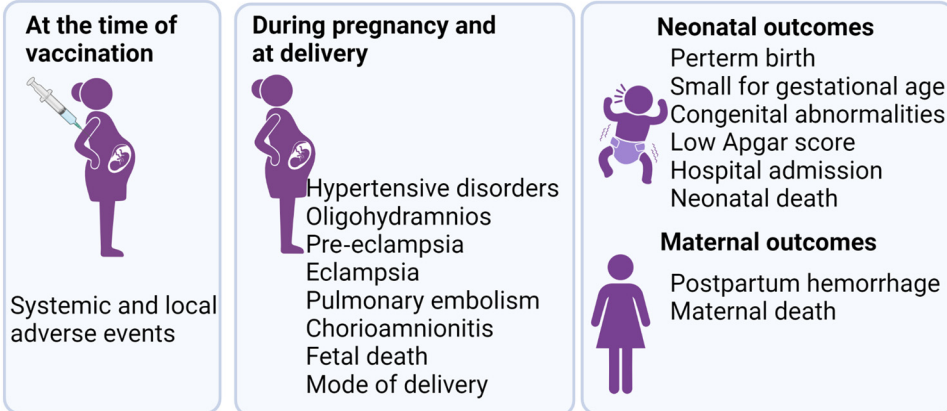 At the time of
vaccination
Systemic and local
adverse events
During pregnancy and
at delivery
Hypertensive disorders
Oligohydramnios
Pre-eclampsia
Eclampsia
Pulmonary embolism
Chorioamnionitis
Fetal death
Mode of delivery
Neonatal outcomes
Perterm birth
Small for gestational age
Congenital abnormalities
Low Apgar score
Hospital admission
Neonatal death
Maternal outcomes
Postpartum hemorrhage
Maternal death